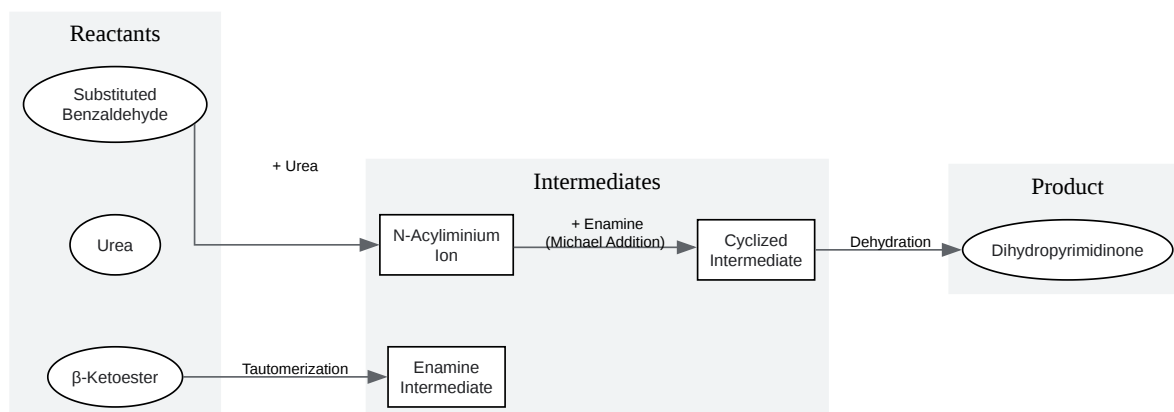 Reactants
Substituted
Benzaldehyde
+ Urea
Intermediates
Product
Urea
N-Acyliminium
Ion
+ Enamine
(Michael Addition)
Cyclized
Intermediate
Dehydration
Dihydropyrimidinone
β-Ketoester
Tautomerization
Enamine
Intermediate